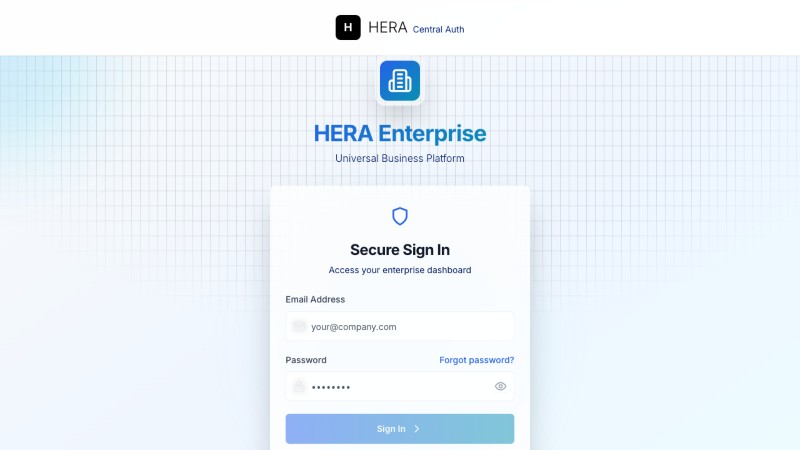 H HERA Central Auth
HERA Enterprise
Universal Business Platform
Secure Sign In
Access your enterprise dashboard
Email Address
your@company.com
Password Forgot password?
••••••••
Sign In